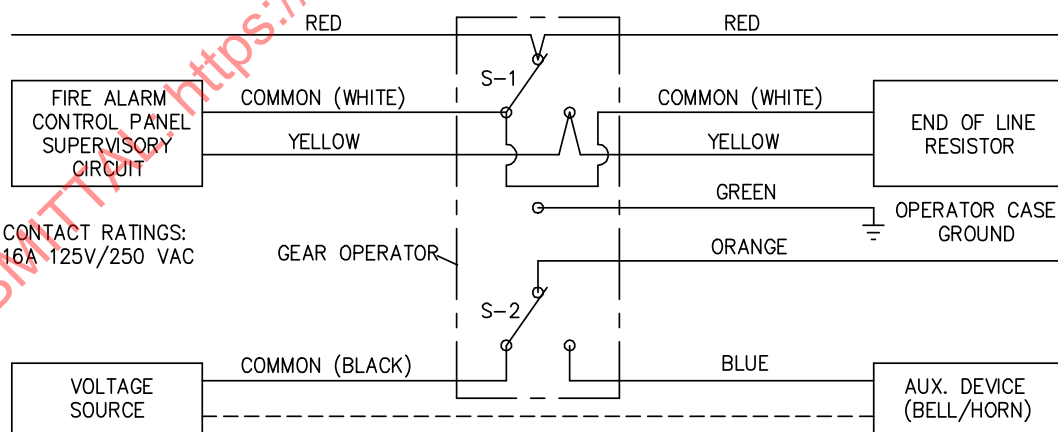 RED
RED
S-1
FIRE ALARM
CONTROL PANEL
SUPERVISORY
CIRCUIT
COMMON (WHITE)
COMMON (WHITE)
YELLOW
YELLOW
END OF LINE
RESISTOR
GREEN
OPERATOR CASE
GROUND
CONTACT RATINGS:
16A 125V/250 VAC
GEAR OPERATOR
ORANGE
S-2
COMMON (BLACK)
BLUE
VOLTAGE
SOURCE
AUX. DEVICE
(BELL/HORN)
BMITTAL: https:/